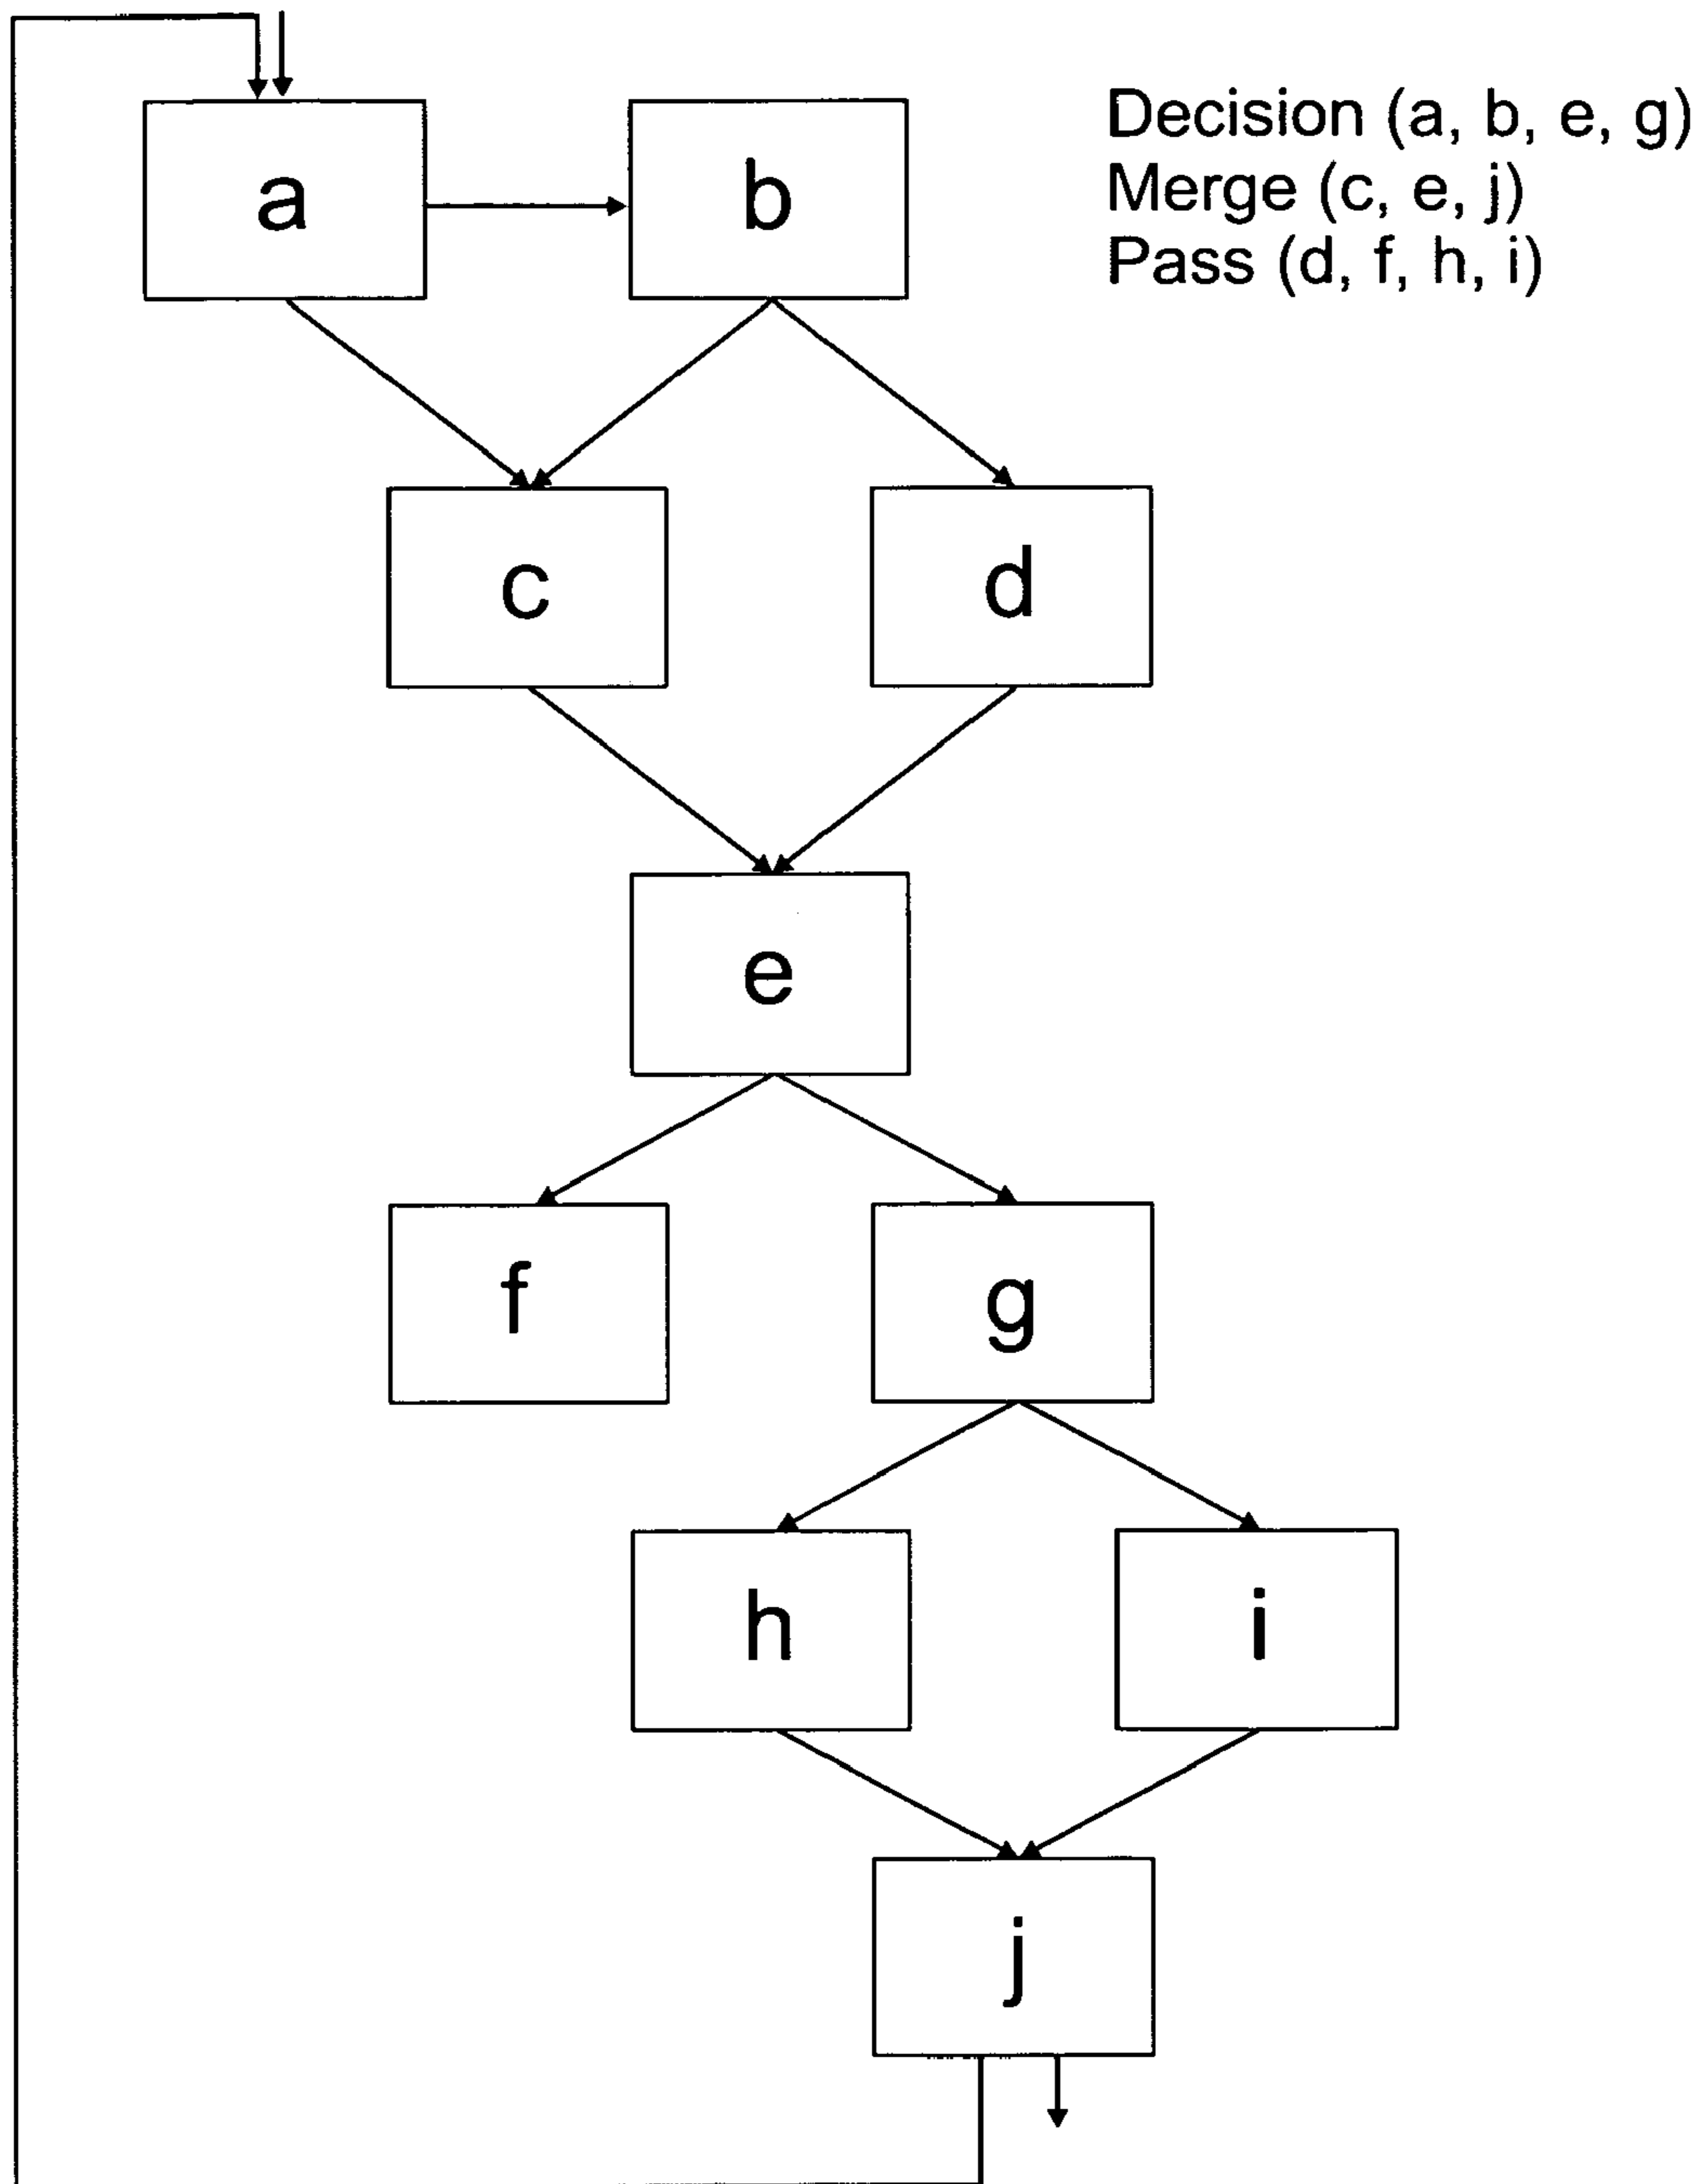 a
b
Decision (a, b, e, g)
Merge (c, e, j)
Pass (d, f, h, i)
c
d
e
f
g
h
i
j